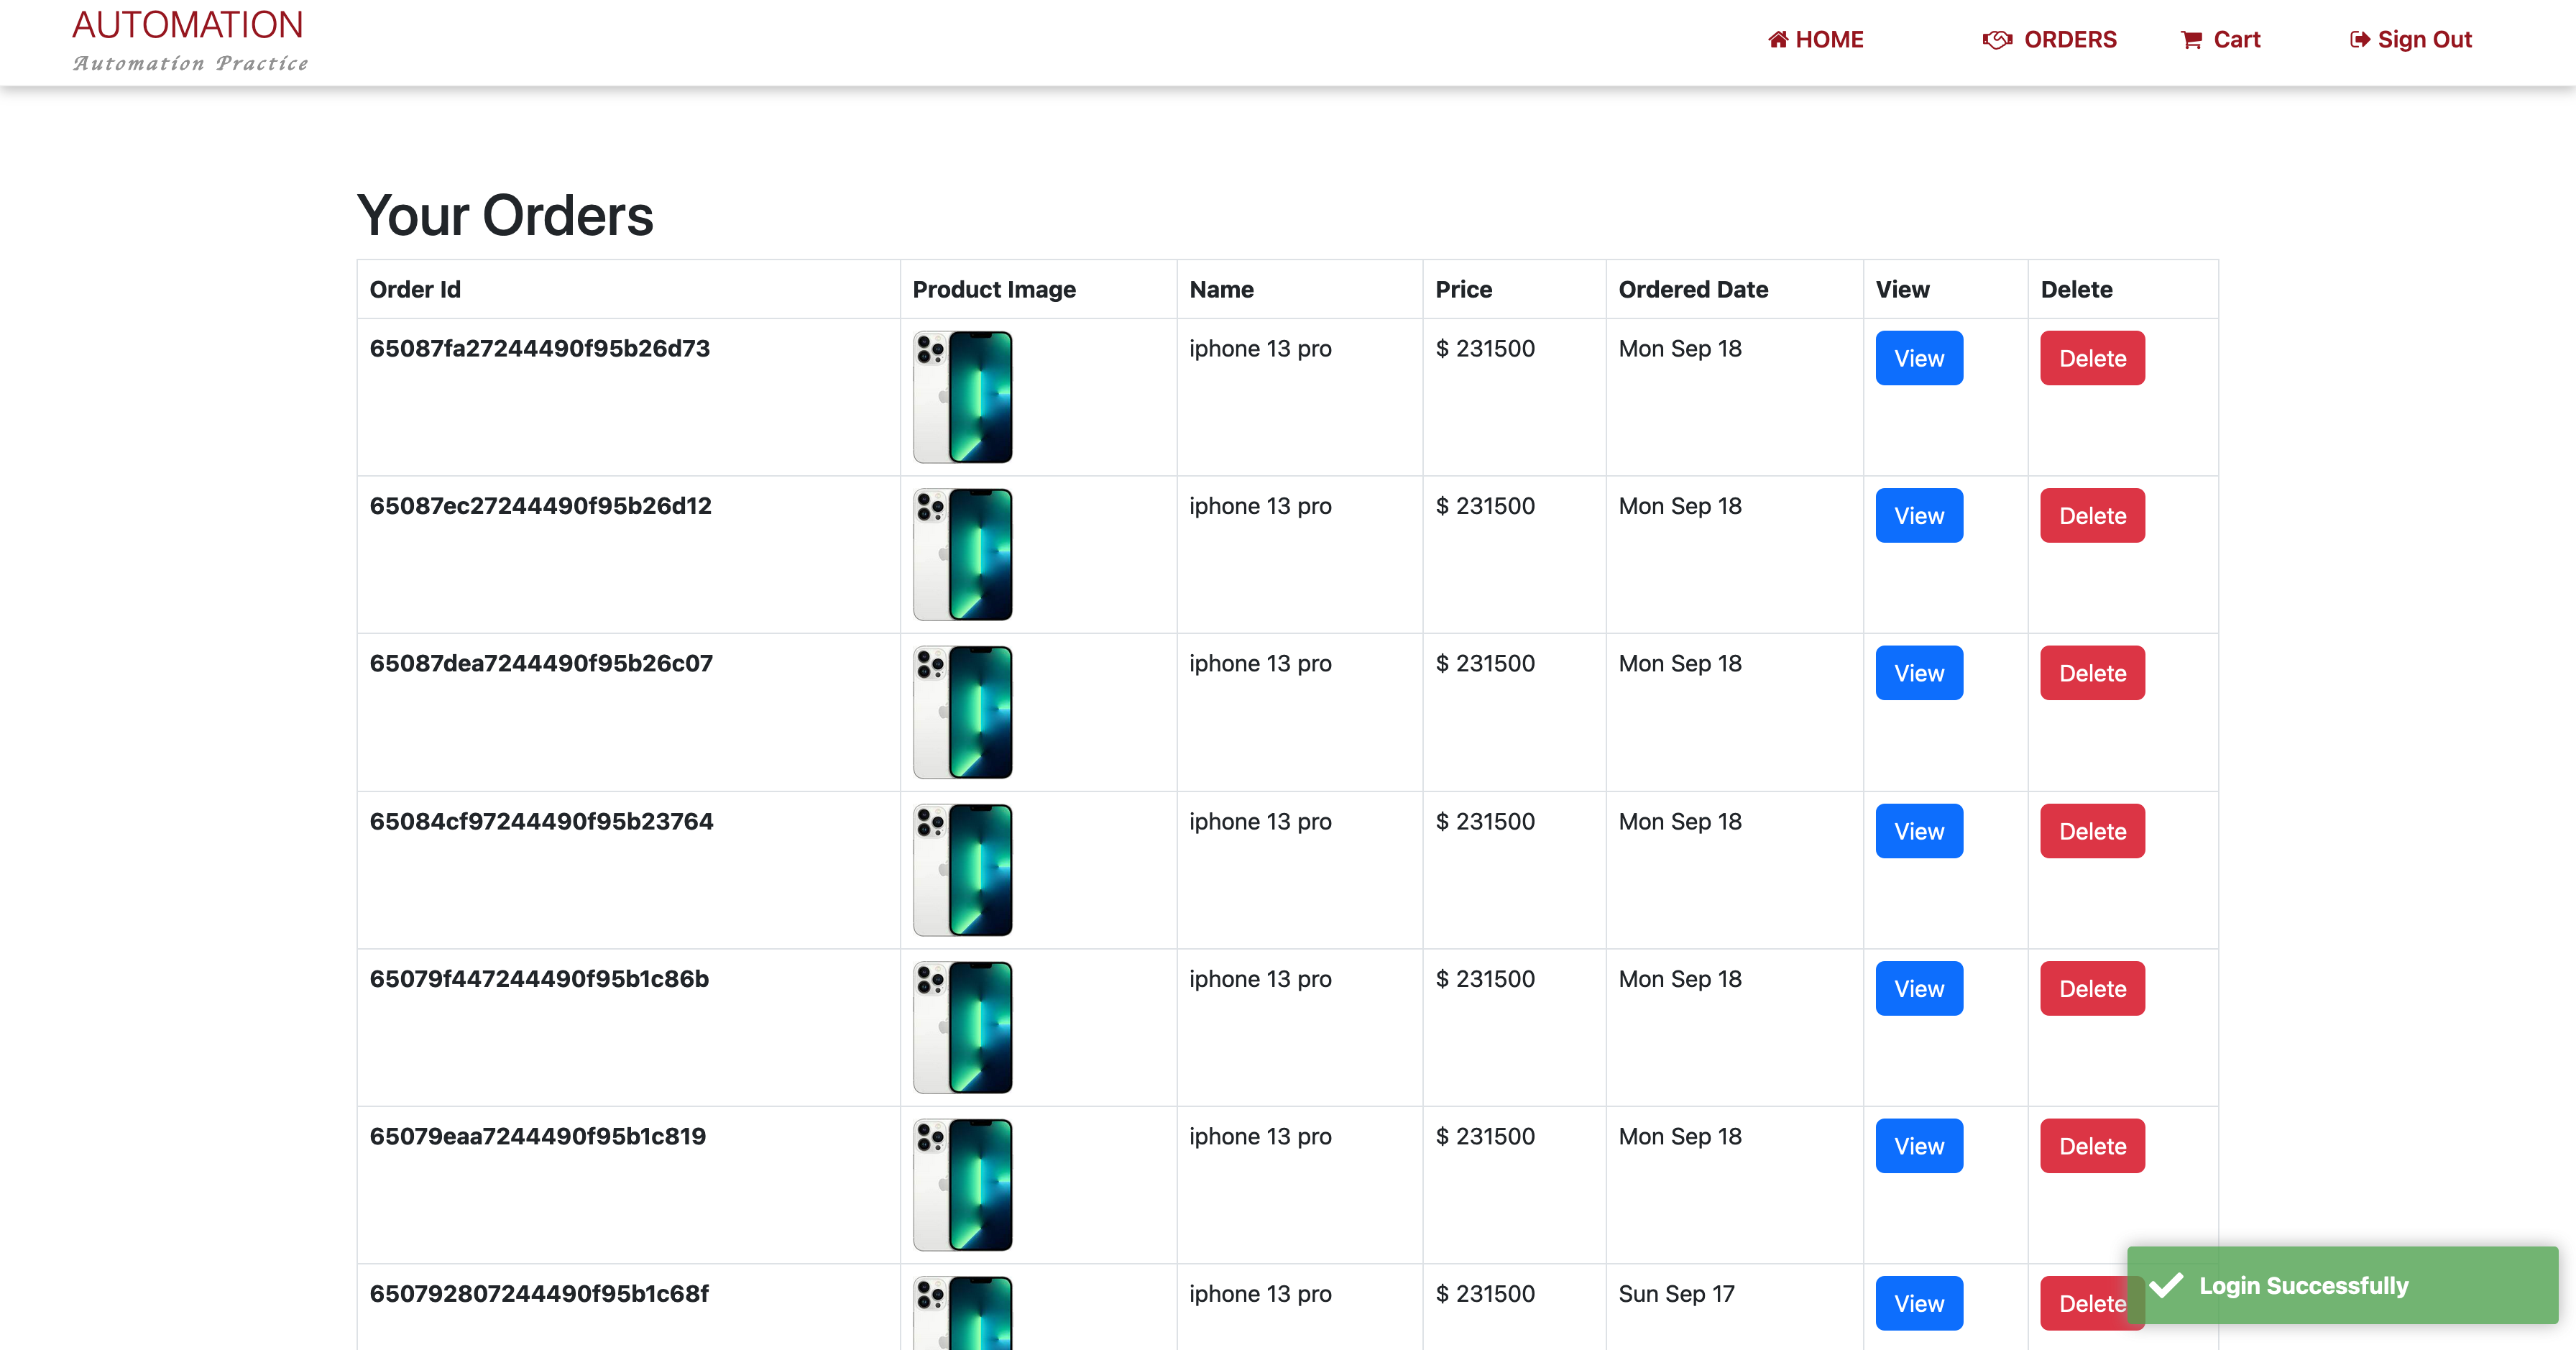 AUTOMATION
Automation Practice
HOME ORDERS Cart Sign Out
Your Orders
Order Id Product Image Name Price Ordered Date View Delete
65087fa27244490f95b26d73 iphone 13 pro $ 231500 Mon Sep 18 View Delete
65087ec27244490f95b26d12 iphone 13 pro $ 231500 Mon Sep 18 View Delete
65087dea7244490f95b26c07 iphone 13 pro $ 231500 Mon Sep 18 View Delete
65084cf97244490f95b23764 iphone 13 pro $ 231500 Mon Sep 18 View Delete
65079f447244490f95b1c86b iphone 13 pro $ 231500 Mon Sep 18 View Delete
65079eaa7244490f95b1c819 iphone 13 pro $ 231500 Mon Sep 18 View Delete
650792807244490f95b1c68f iphone 13 pro $ 231500 Sun Sep 17 View Delete
Login Successfully